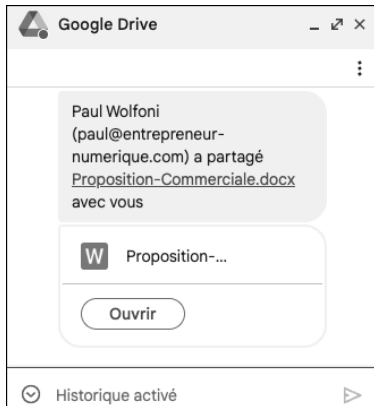 Google Drive
Paul Wolfoni
(paul@entrepreneur-
numerique.com) a partagé
Proposition-Commerciale.docx
avec vous
W Proposition-...
Ouvrir
Historique activé